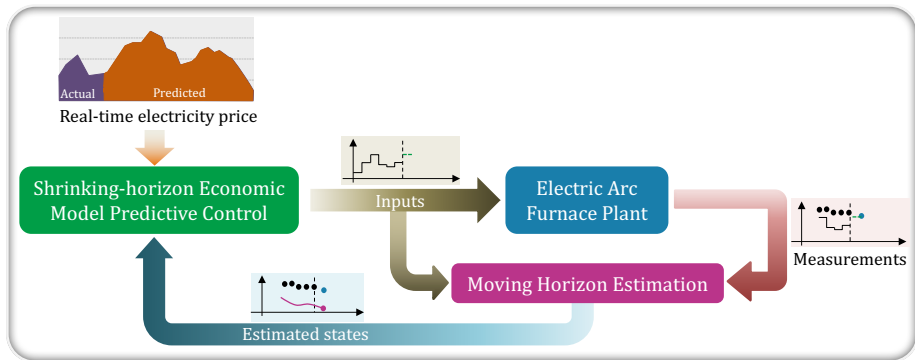 Actual
Predicted
Real-time electricity price
Shrinking-horizon Economic
Model Predictive Control
Inputs
Electric Arc
Furnace Plant
Measurements
Moving Horizon Estimation
Estimated states